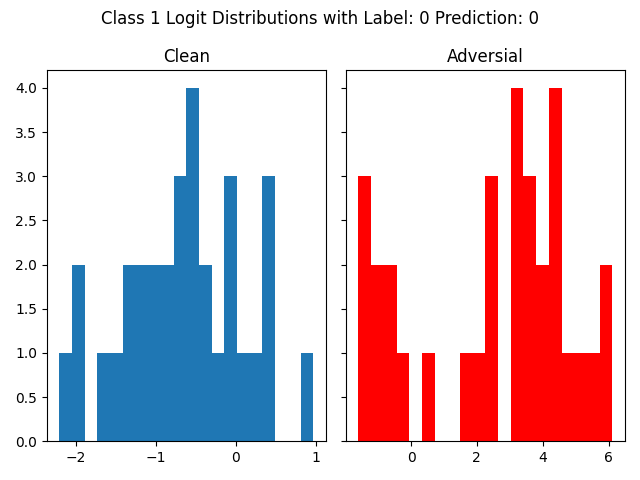 Class 1 Logit Distributions with Label: 0 Prediction: 0
Clean
Adversial
4.0
3.5
3.0
2.5
2.0
1.5
1.0
0.5
0.0
−2 −1 0 1
0 2 4 6